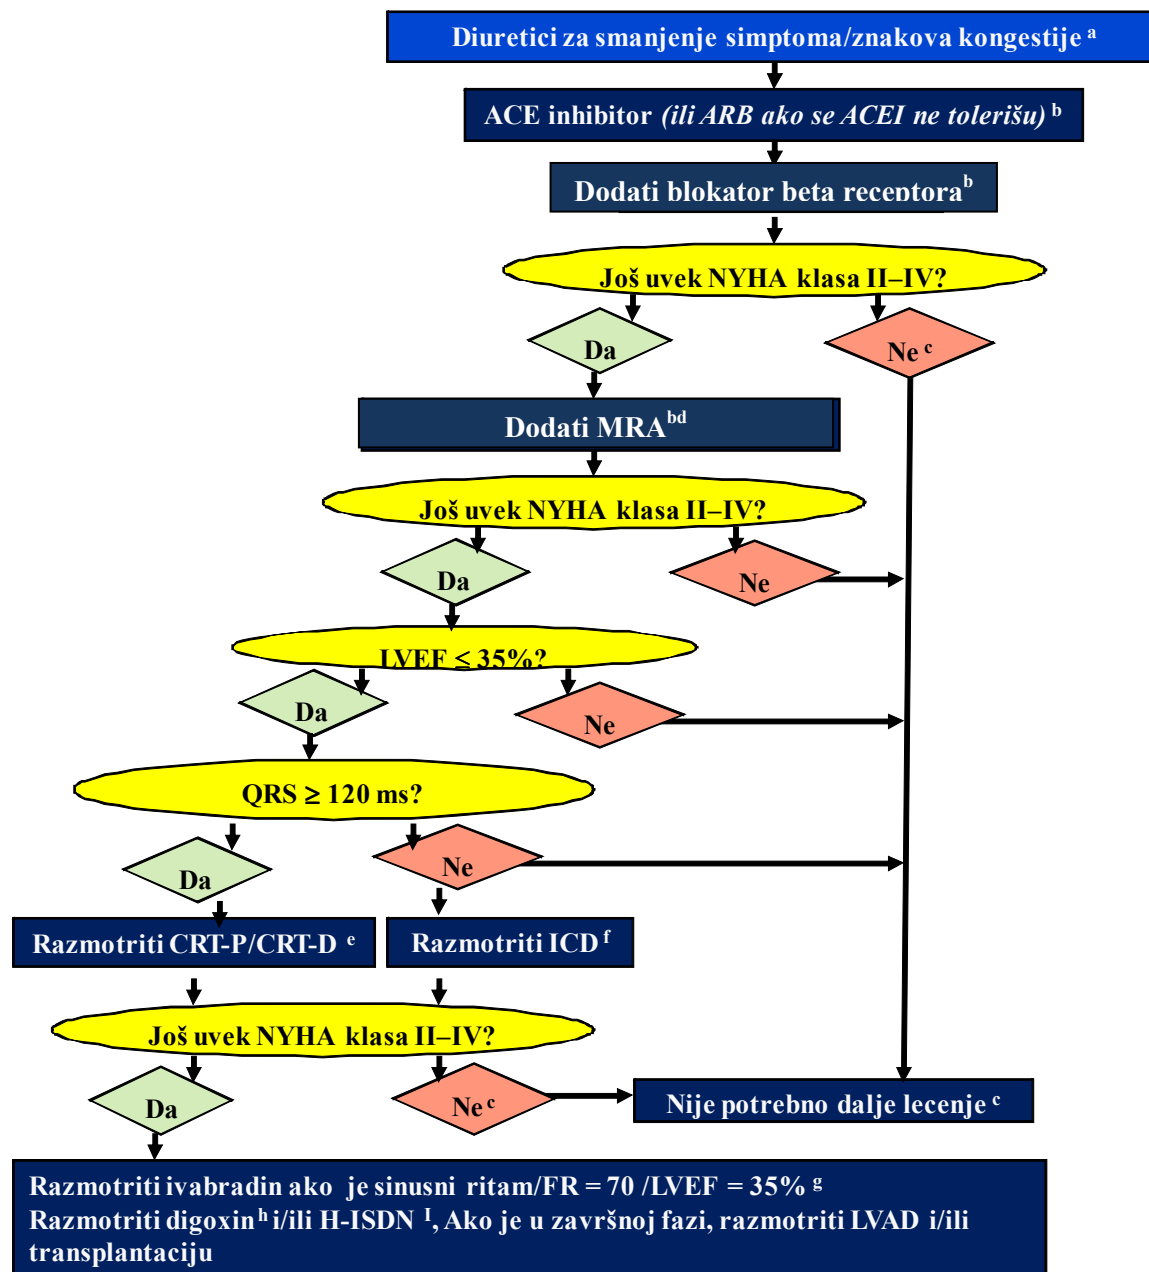 Diuretici za smanjenje simptoma/znakova kongestije a
ACE inhibitor (ili ARB ako se ACEI ne tolerišu) b
Dodati blokator beta receptora b
Još uvek NYHA klasa II–IV?
Da
Ne c
Dodati MRA bd
Još uvek NYHA klasa II–IV?
Da
Ne
LVEF ≤ 35%?
Da
Ne
QRS ≥ 120 ms?
Da
Ne
Razmotriti CRT-P/CRT-D e
Razmotriti ICD f
Još uvek NYHA klasa II–IV?
Da
Ne c
Nije potrebno dalje lecenje c
Razmotriti ivabradin ako je sinusni ritam/FR = 70 /LVEF = 35% g
Razmotriti digoxin h i/ili H-ISDN I, Ako je u završnoj fazi, razmotriti LVAD i/ili
transplantaciju